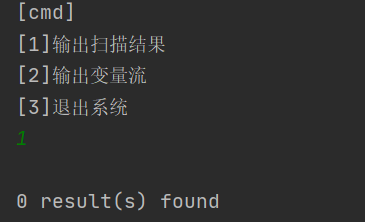 [cmd]
[1]输出扫描结果
[2]输出变量流
[3]退出系统
1
0 result(s) found